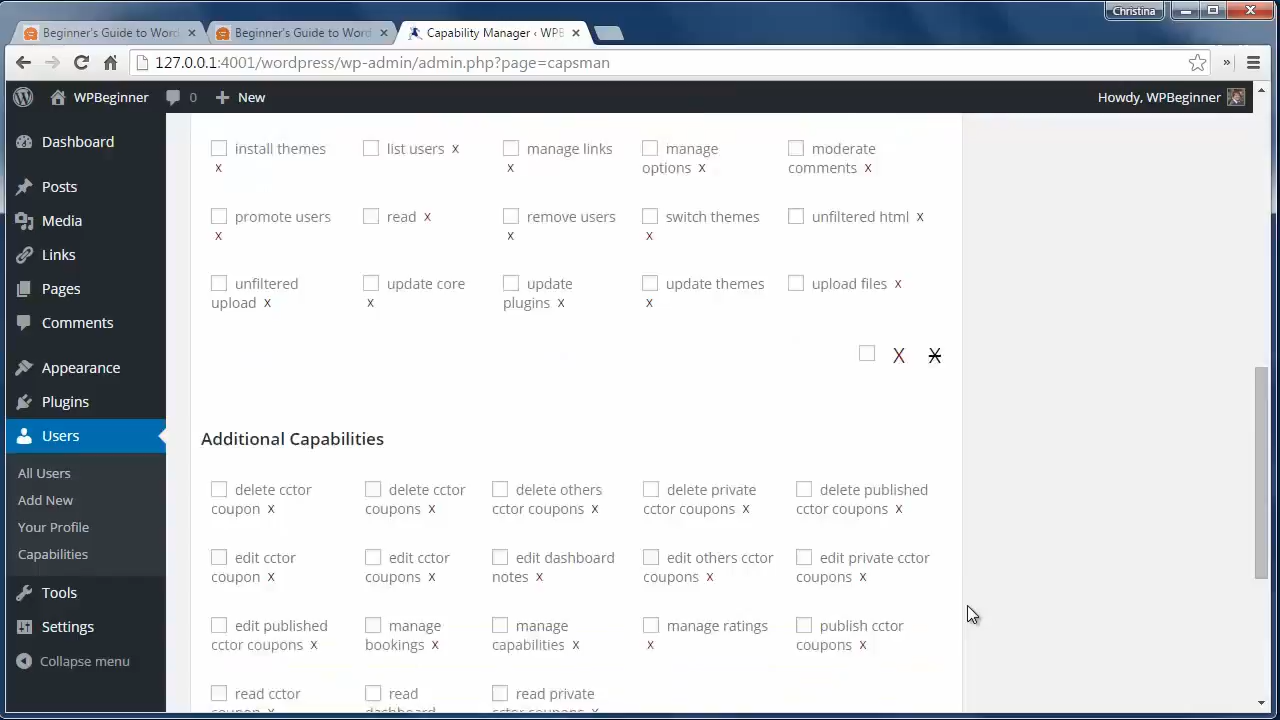 Christina
Beginner's Guide to Word
Beginner's Guide to Word
Capability Manager ‹ WPB
127.0.0.1:4001/wordpress/wp-admin/admin.php?page=capsman
WPBeginner
0
New
Howdy, WPBeginner
Dashboard
Posts
Media
Links
Pages
Comments
Appearance
Plugins
Users
All Users
Add New
Your Profile
Capabilities
Tools
Settings
Collapse menu
install themes x
list users x
manage links x
manage options x
moderate comments x
promote users x
read x
remove users x
switch themes x
unfiltered html x
unfiltered upload x
update core x
update plugins x
update themes x
upload files x
X X
Additional Capabilities
delete cctor coupon x
delete cctor coupons x
delete others cctor coupons x
delete private cctor coupons x
delete published cctor coupons x
edit cctor coupon x
edit cctor coupons x
edit dashboard notes x
edit others cctor coupons x
edit private cctor coupons x
edit published cctor coupons x
manage bookings x
manage capabilities x
manage ratings x
publish cctor coupons x
read cctor coupon x
read dashboard
read private cctor coupons x